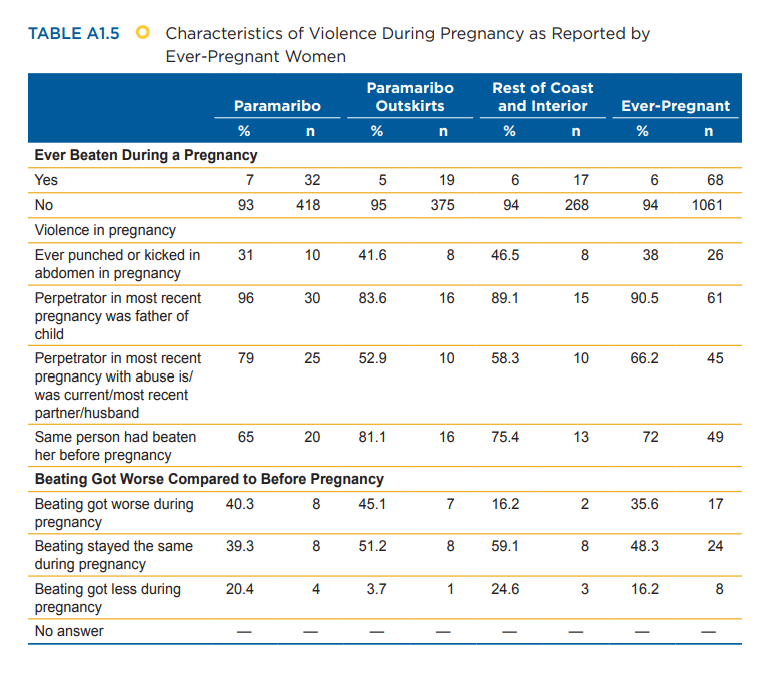 TABLE A1.5 Characteristics of Violence During Pregnancy as Reported by
Ever-Pregnant Women
Paramaribo Paramaribo Outskirts Rest of Coast and Interior Ever-Pregnant
% n % n % n % n
Ever Beaten During a Pregnancy
Yes 7 32 5 19 6 17 6 68
No 93 418 95 375 94 268 94 1061
Violence in pregnancy
Ever punched or kicked in 31 10 41.6 8 46.5 8 38 26
abdomen in pregnancy
Perpetrator in most recent 96 30 83.6 16 89.1 15 90.5 61
pregnancy was father of
child
Perpetrator in most recent 79 25 52.9 10 58.3 10 66.2 45
pregnancy with abuse is/
was current/most recent
partner/husband
Same person had beaten 65 20 81.1 16 75.4 13 72 49
her before pregnancy
Beating Got Worse Compared to Before Pregnancy
Beating got worse during 40.3 8 45.1 7 16.2 2 35.6 17
pregnancy
Beating stayed the same 39.3 8 51.2 8 59.1 8 48.3 24
during pregnancy
Beating got less during 20.4 4 3.7 1 24.6 3 16.2 8
pregnancy
No answer — — — — — — — —